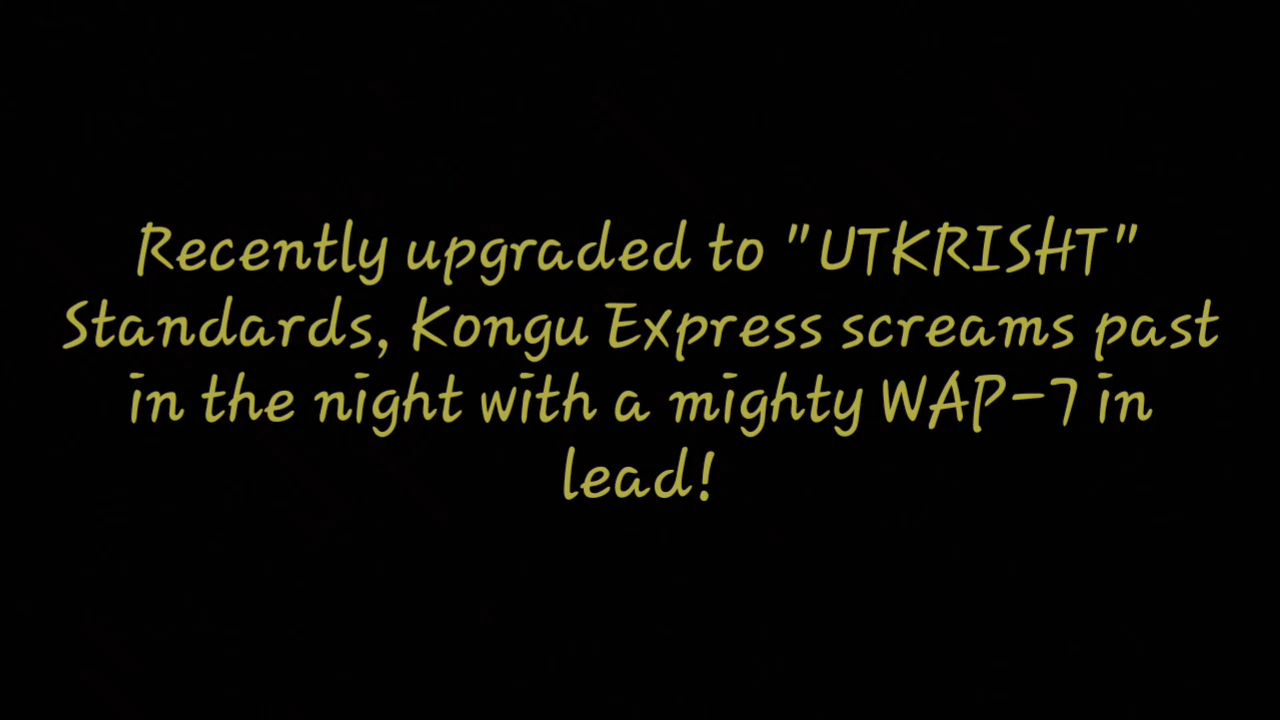 Recently upgraded to "UTKRISHT"
Standards, Kongu Express screams past
in the night with a mighty WAP-7 in
lead!